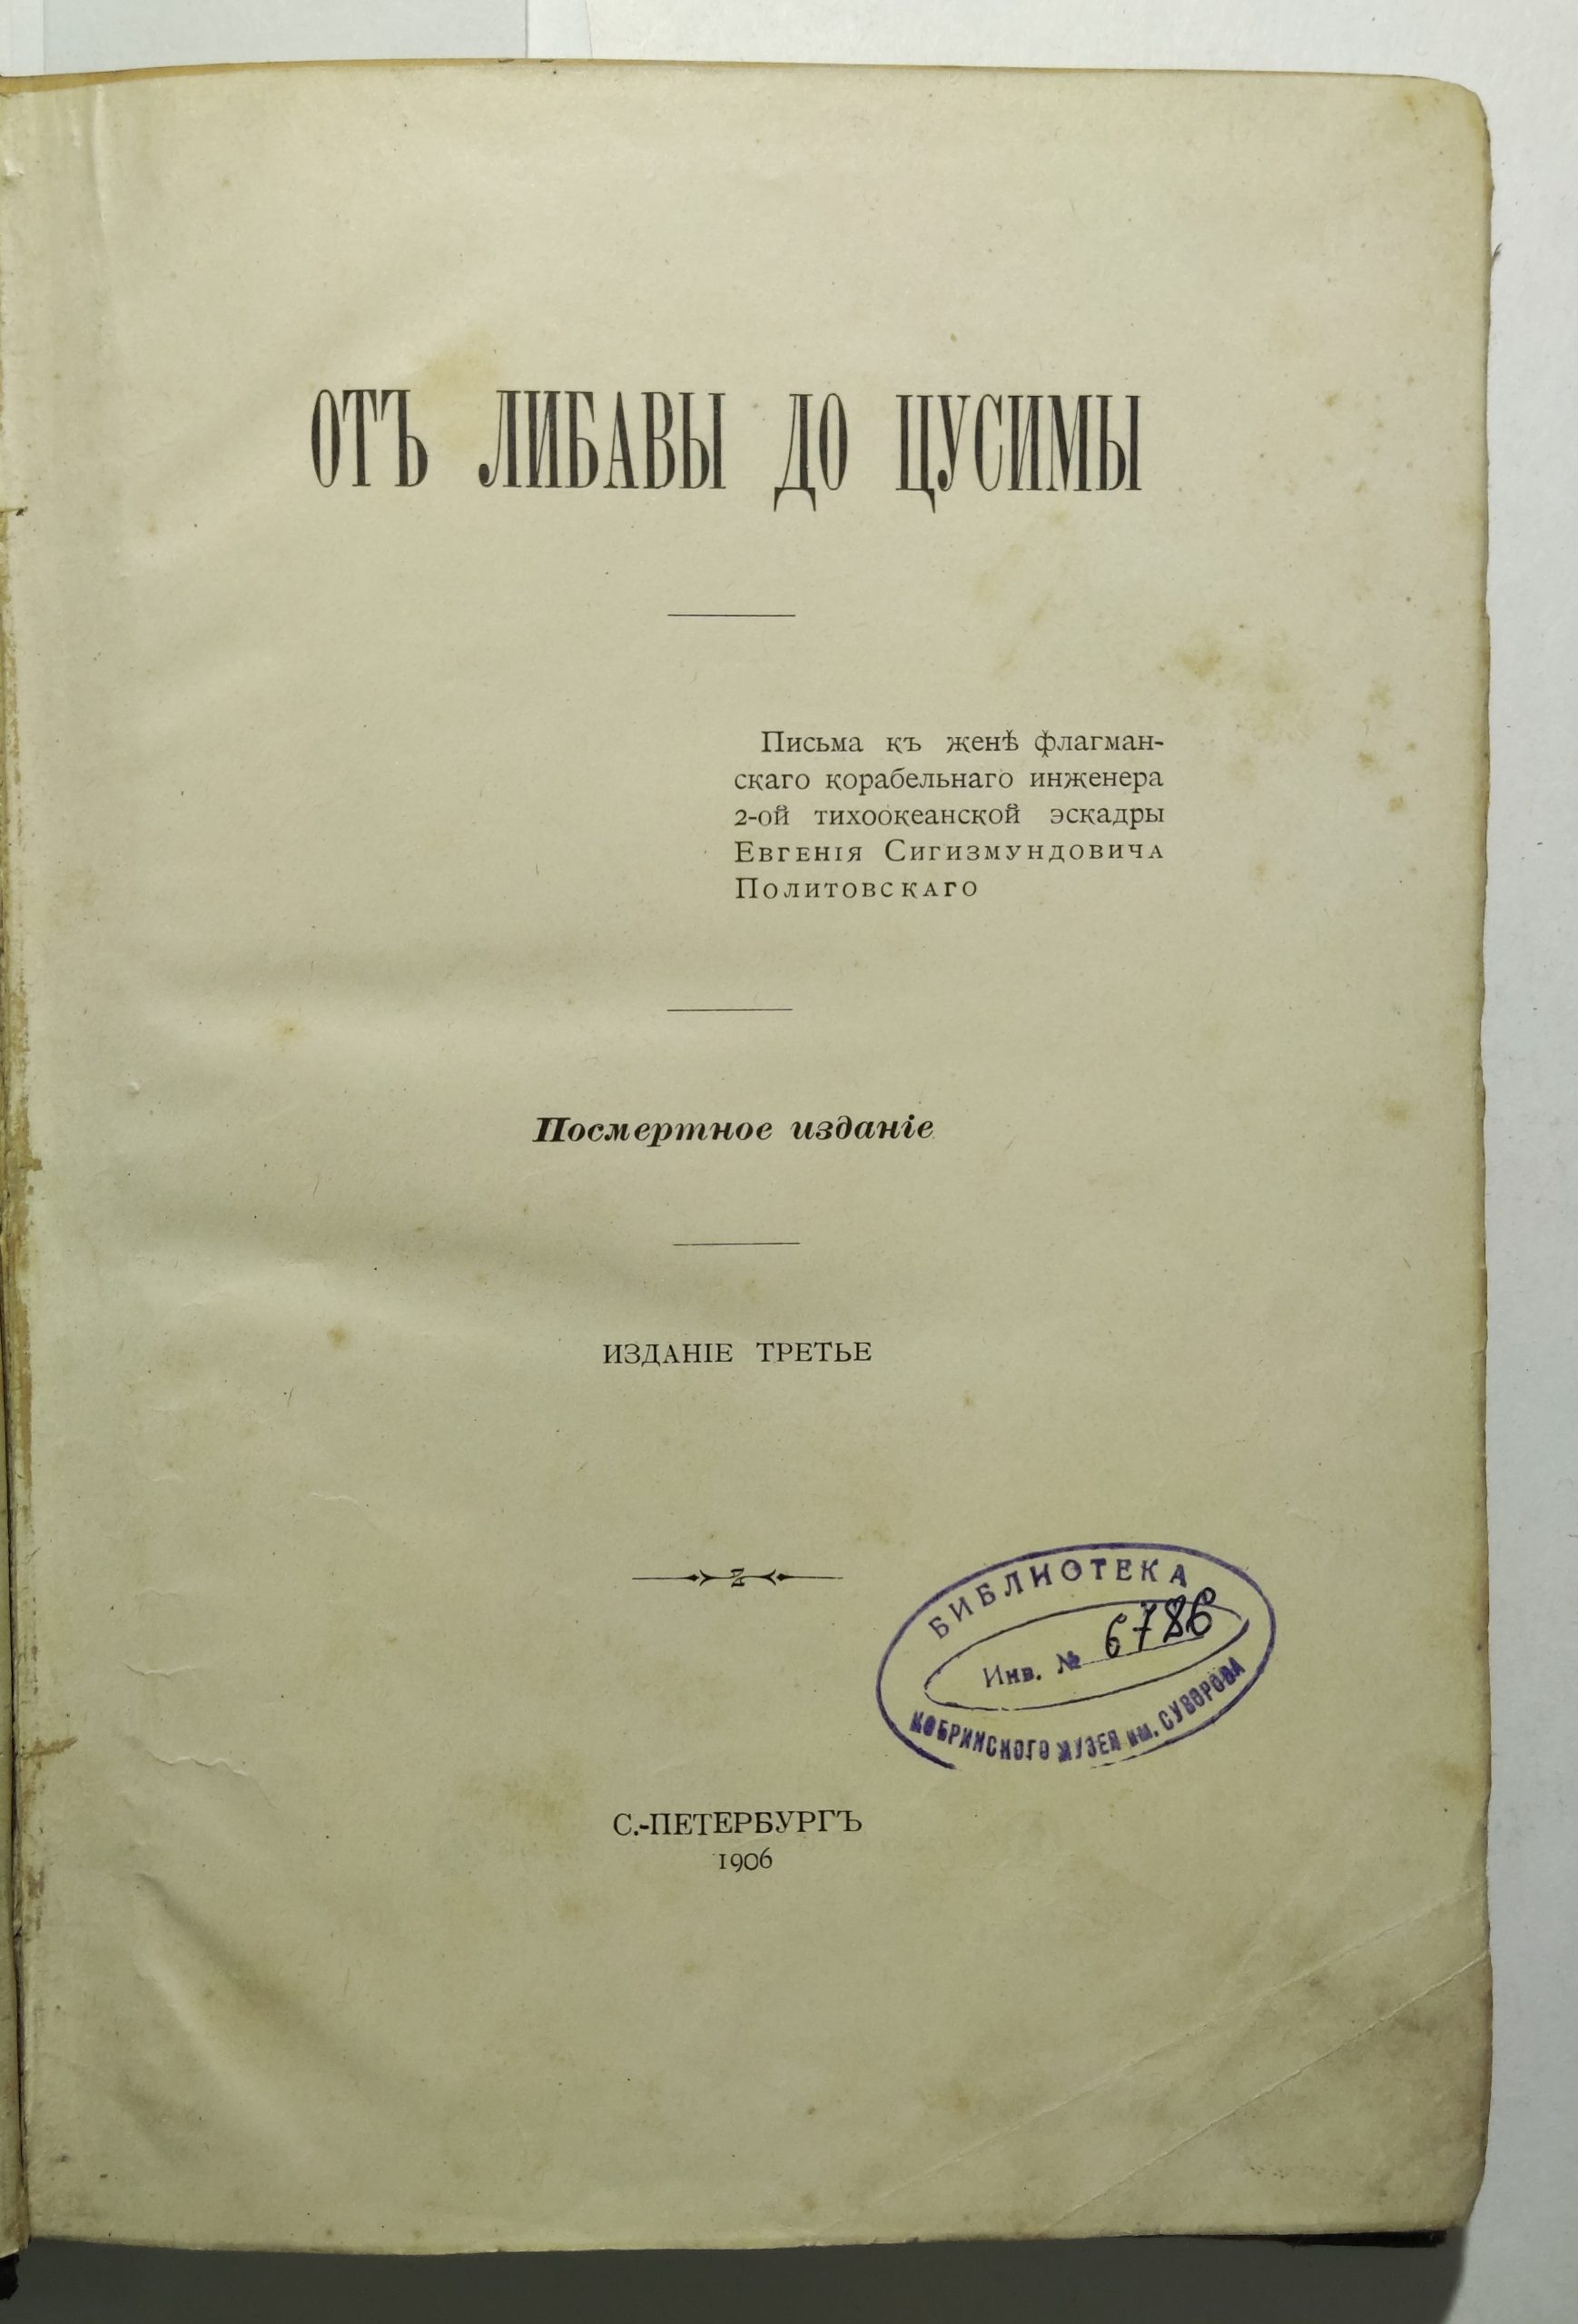 ОТЪ ЛИБАВЫ ДО ЦУСИМЫ
Письма къ женѣ флагман-
скаго корабельнаго инженера
2-ой тихоокеанской эскадры
Евгенія Сигизмундовича
Политовскаго
Посмертное изданіе
ИЗДАНІЕ ТРЕТЬЕ
БИБЛИОТЕКА
Инв. № 6786
КОБРИНСКОГО МУЗЕЯ им. СУВОРОВА
С.-ПЕТЕРБУРГЪ
1906